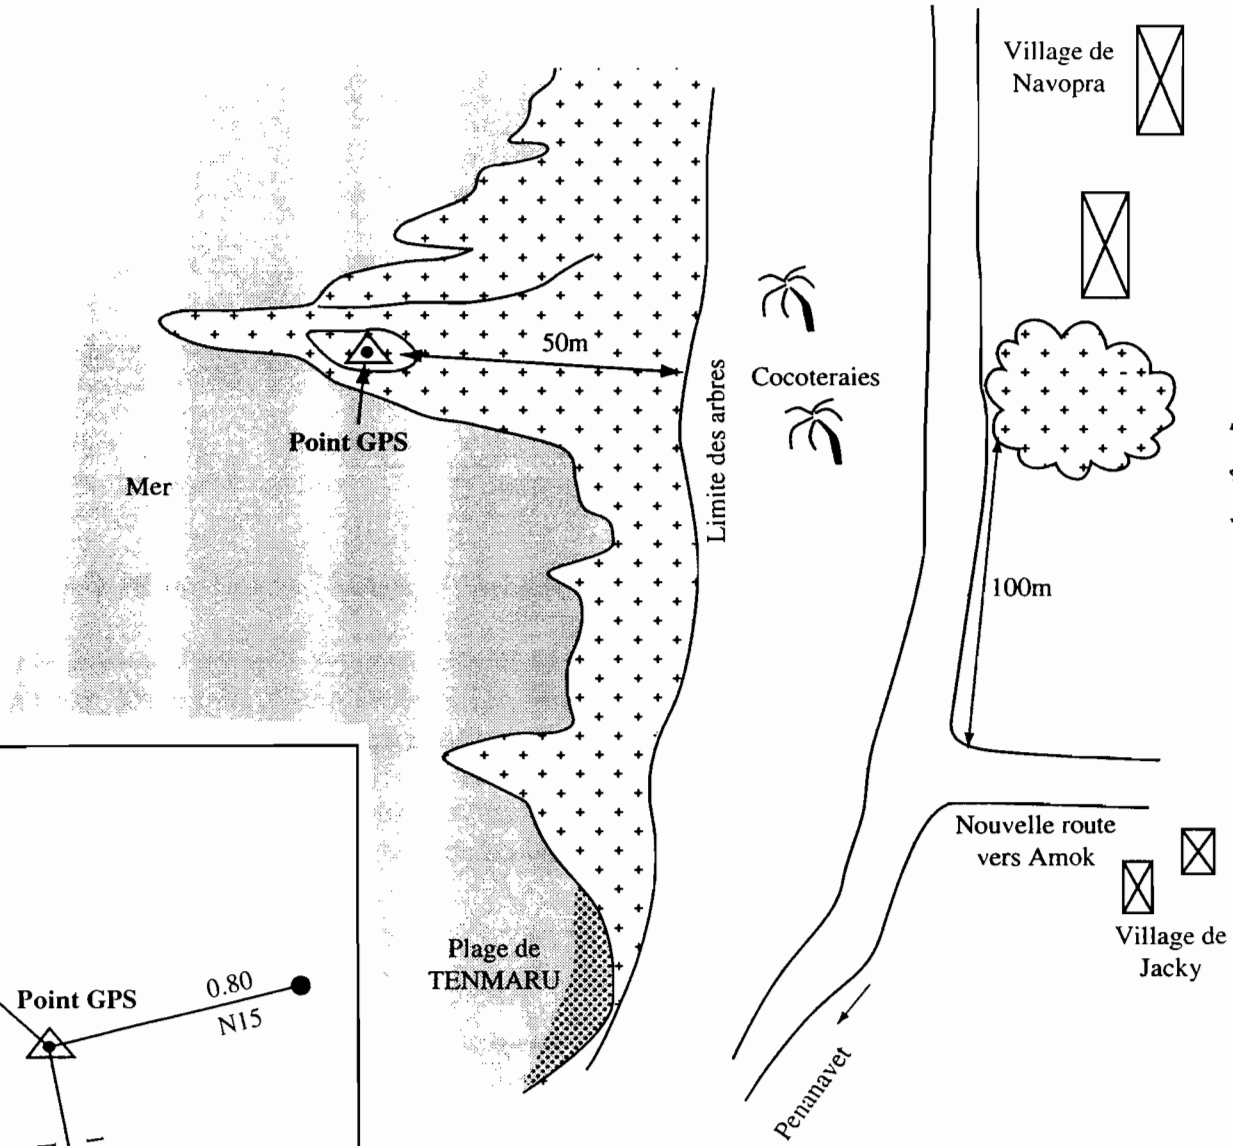 Village de
Navopra
50m
Limite des arbres
Cocoteraies
Point GPS
Mer
100m
Nouvelle route
vers Amok
Village de
Jacky
Plage de
TENMARU
Penanavet
Point GPS
0.80
N15